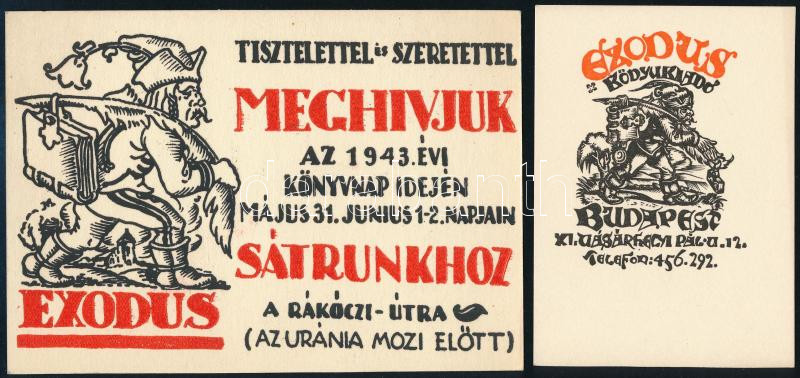 TISZTELETTEL és SZERETETTEL
MEGHIVJUK
AZ 1943. ÉVI
KÖNYVNAP IDEJÉN
MÁJUS 31. JUNIUS 1-2. NAPJAIN
SÁTRUNKHOZ
A RÁKÓCZI-ÚTRA
(AZ URÁNIA MOZI ELŐTT)
EXODUS
EXODUS
KÖNYVKIADÓ
BUDAPEST
XI. VÁSÁRHELYI PÁL-U. 12.
TELEFON: 456.292.
darabanth